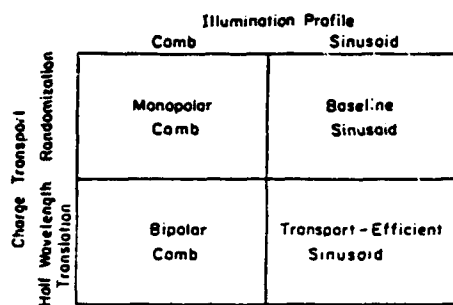 Illumination Profile
Comb Sinusoid
Charge Transport
Randomization
Monopolar Baseline
Comb Sinusoid
Half Wavelength
Translation
Bipolar Transport-Efficient
Comb Sinusoid